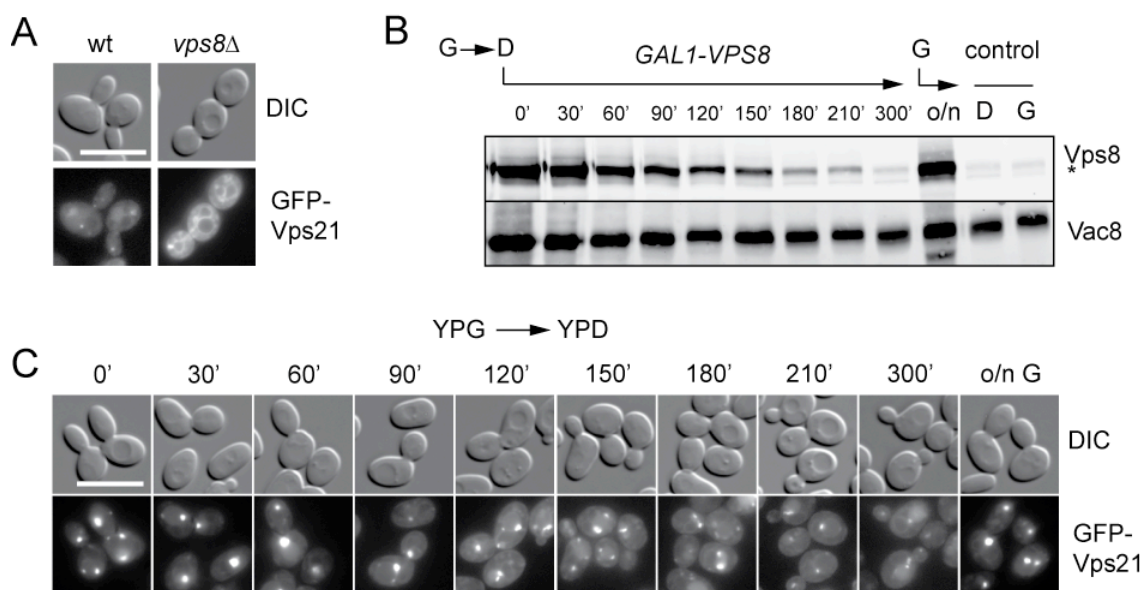 A
wt vps8Δ
DIC
GFP-
Vps21
B
G → D GAL1-VPS8 G control
0' 30' 60' 90' 120' 150' 180' 210' 300' o/n D G
Vps8
*
Vac8
YPG → YPD
C
0' 30' 60' 90' 120' 150' 180' 210' 300' o/n G
DIC
GFP-
Vps21